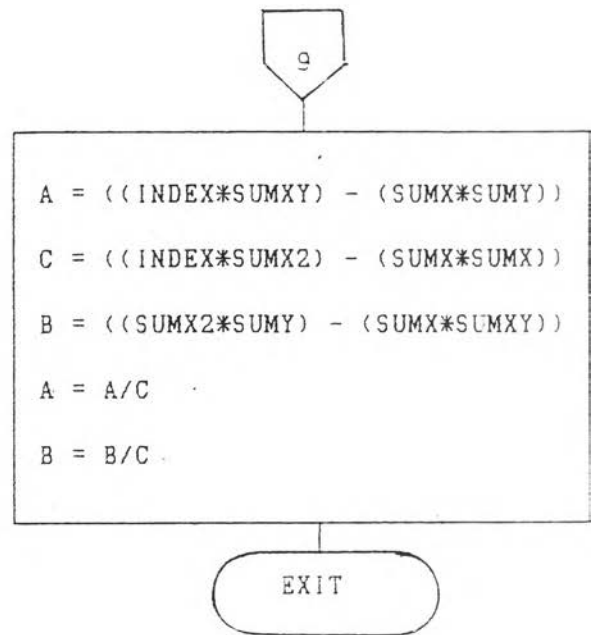 9
A = ((INDEX*SUMXY) - (SUMX*SUMY))
C = ((INDEX*SUMX2) - (SUMX*SUMX))
B = ((SUMX2*SUMY) - (SUMX*SUMXY))
A = A/C
B = B/C
EXIT